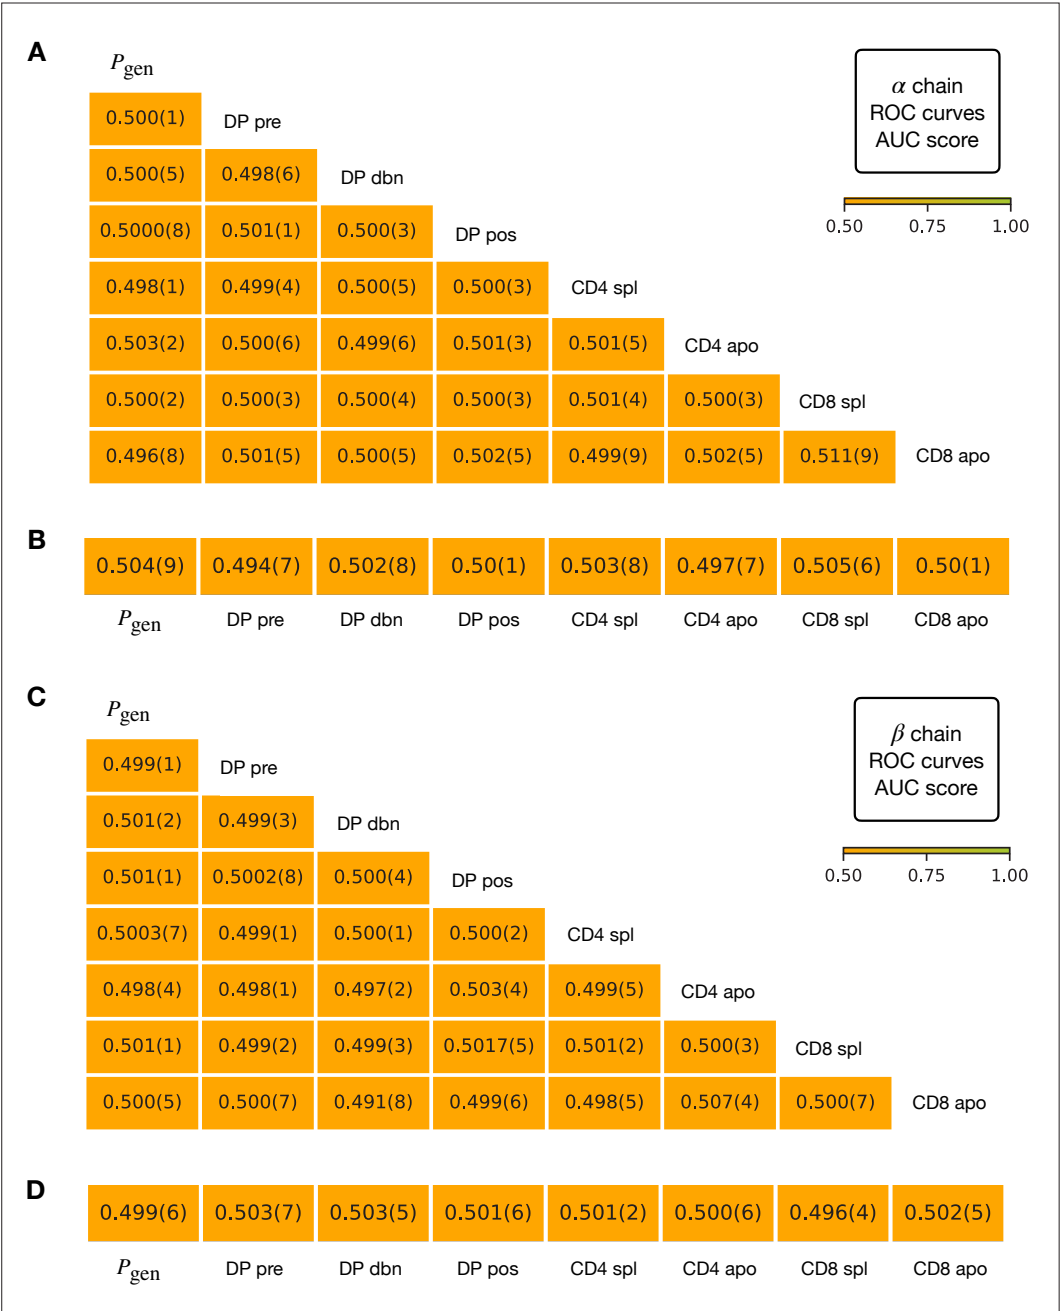 A
Pgen
α chain
ROC curves
AUC score
0.50 0.75 1.00
0.500(1) DP pre
0.500(5) 0.498(6) DP dbn
0.5000(8) 0.501(1) 0.500(3) DP pos
0.498(1) 0.499(4) 0.500(5) 0.500(3) CD4 spl
0.503(2) 0.500(6) 0.499(6) 0.501(3) 0.501(5) CD4 apo
0.500(2) 0.500(3) 0.500(4) 0.500(3) 0.501(4) 0.500(3) CD8 spl
0.496(8) 0.501(5) 0.500(5) 0.502(5) 0.499(9) 0.502(5) 0.511(9) CD8 apo
B
0.504(9) 0.494(7) 0.502(8) 0.50(1) 0.503(8) 0.497(7) 0.505(6) 0.50(1)
Pgen DP pre DP dbn DP pos CD4 spl CD4 apo CD8 spl CD8 apo
C
Pgen
β chain
ROC curves
AUC score
0.50 0.75 1.00
0.499(1) DP pre
0.501(2) 0.499(3) DP dbn
0.501(1) 0.5002(8) 0.500(4) DP pos
0.5003(7) 0.499(1) 0.500(1) 0.500(2) CD4 spl
0.498(4) 0.498(1) 0.497(2) 0.503(4) 0.499(5) CD4 apo
0.501(1) 0.499(2) 0.499(3) 0.5017(5) 0.501(2) 0.500(3) CD8 spl
0.500(5) 0.500(7) 0.491(8) 0.499(6) 0.498(5) 0.507(4) 0.500(7) CD8 apo
D
0.499(6) 0.503(7) 0.503(5) 0.501(6) 0.501(2) 0.500(6) 0.496(4) 0.502(5)
Pgen DP pre DP dbn DP pos CD4 spl CD4 apo CD8 spl CD8 apo